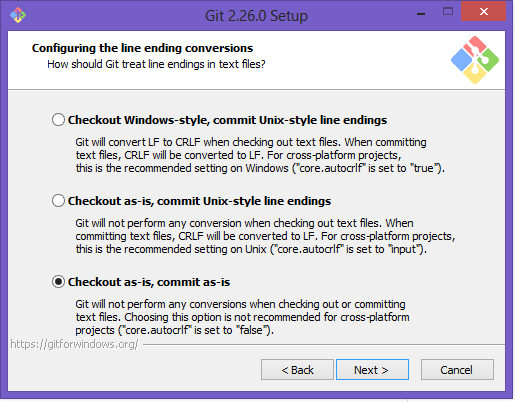 Git 2.26.0 Setup
Configuring the line ending conversions
How should Git treat line endings in text files?
Checkout Windows-style, commit Unix-style line endings
Git will convert LF to CRLF when checking out text files. When committing
text files, CRLF will be converted to LF. For cross-platform projects,
this is the recommended setting on Windows ("core.autocrlf" is set to "true").
Checkout as-is, commit Unix-style line endings
Git will not perform any conversion when checking out text files. When
committing text files, CRLF will be converted to LF. For cross-platform projects,
this is the recommended setting on Unix ("core.autocrlf" is set to "input").
Checkout as-is, commit as-is
Git will not perform any conversions when checking out or committing
text files. Choosing this option is not recommended for cross-platform
projects ("core.autocrlf" is set to "false").
https://gitforwindows.org/
< Back
Next >
Cancel